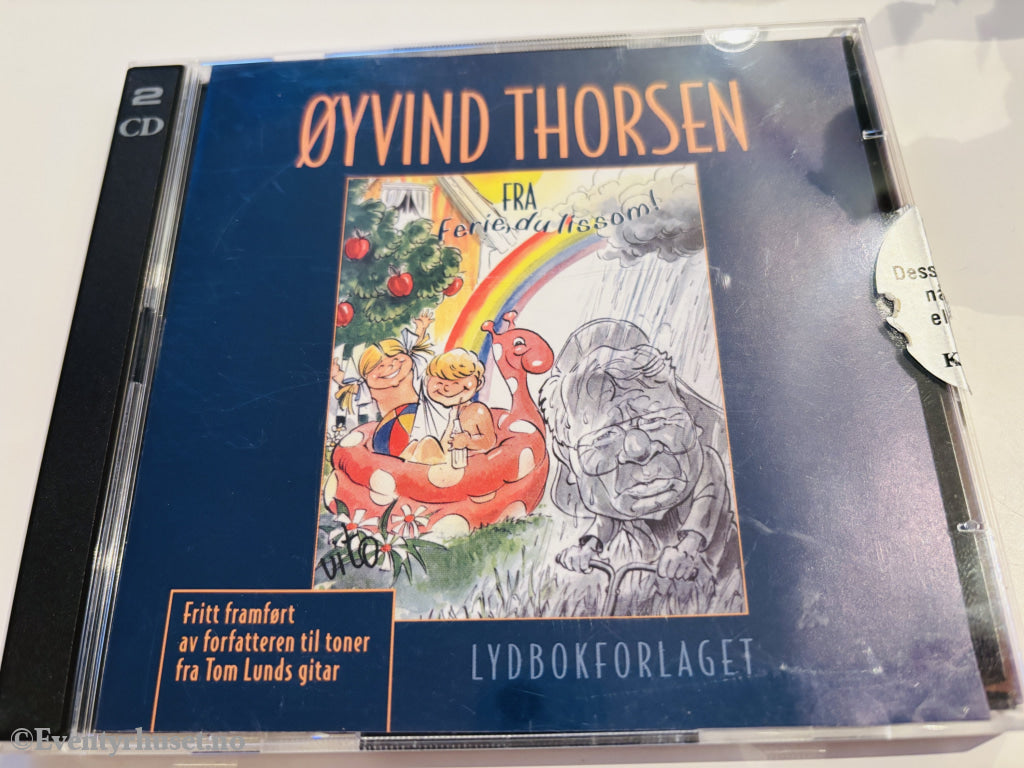 2
CD
ØYVIND THORSEN
FRA
Ferie, du lissom!
vito
Fritt framført
av forfatteren til toner
fra Tom Lunds gitar
LYDBOKFORLAGET
©Eventyrhuset.no